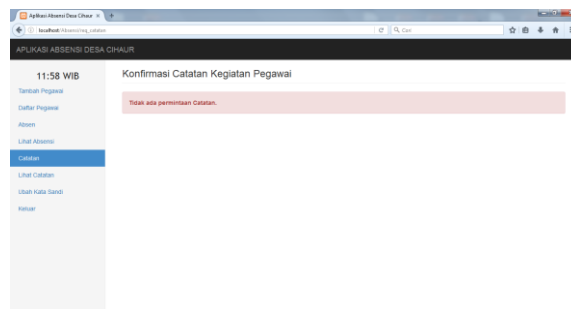 Aplikasi Absensi Desa Cihaur
localhost/Absensi/req_catatan
Cari
APLIKASI ABSENSI DESA CIHAUR
11:58 WIB
Konfirmasi Catatan Kegiatan Pegawai
Tambah Pegawai
Tidak ada permintaan Catatan.
Daftar Pegawai
Absen
Lihat Absensi
Catatan
Lihat Catatan
Ubah Kata Sandi
Keluar